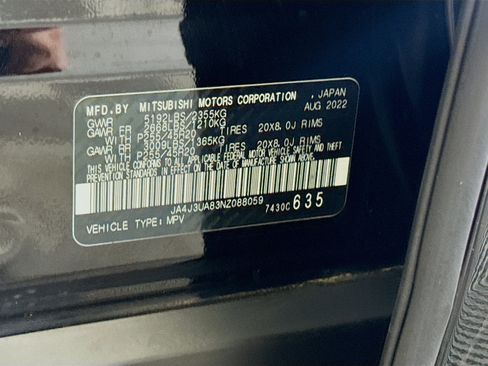 MFD.BY MITSUBISHI MOTORS CORPORATION , JAPAN
GVWR 5192LBS/2355KG AUG 2022
GAWR FR 2668LBS/1210KG
WITH P255/45R20 TIRES 20X8.0J RIMS
GAWR RR 3009LBS/1365KG
WITH P255/45R20 TIRES 20X8.0J RIMS
THIS VEHICLE CONFORMS TO ALL APPLICABLE FEDERAL MOTOR VEHICLE SAFETY AND THEFT
PREVENTION STANDARDS IN EFFECT ON THE DATE OF MANUFACTURE SHOWN ABOVE.
JA4J3UA83NZ088059 7430C 635
VEHICLE TYPE: MPV